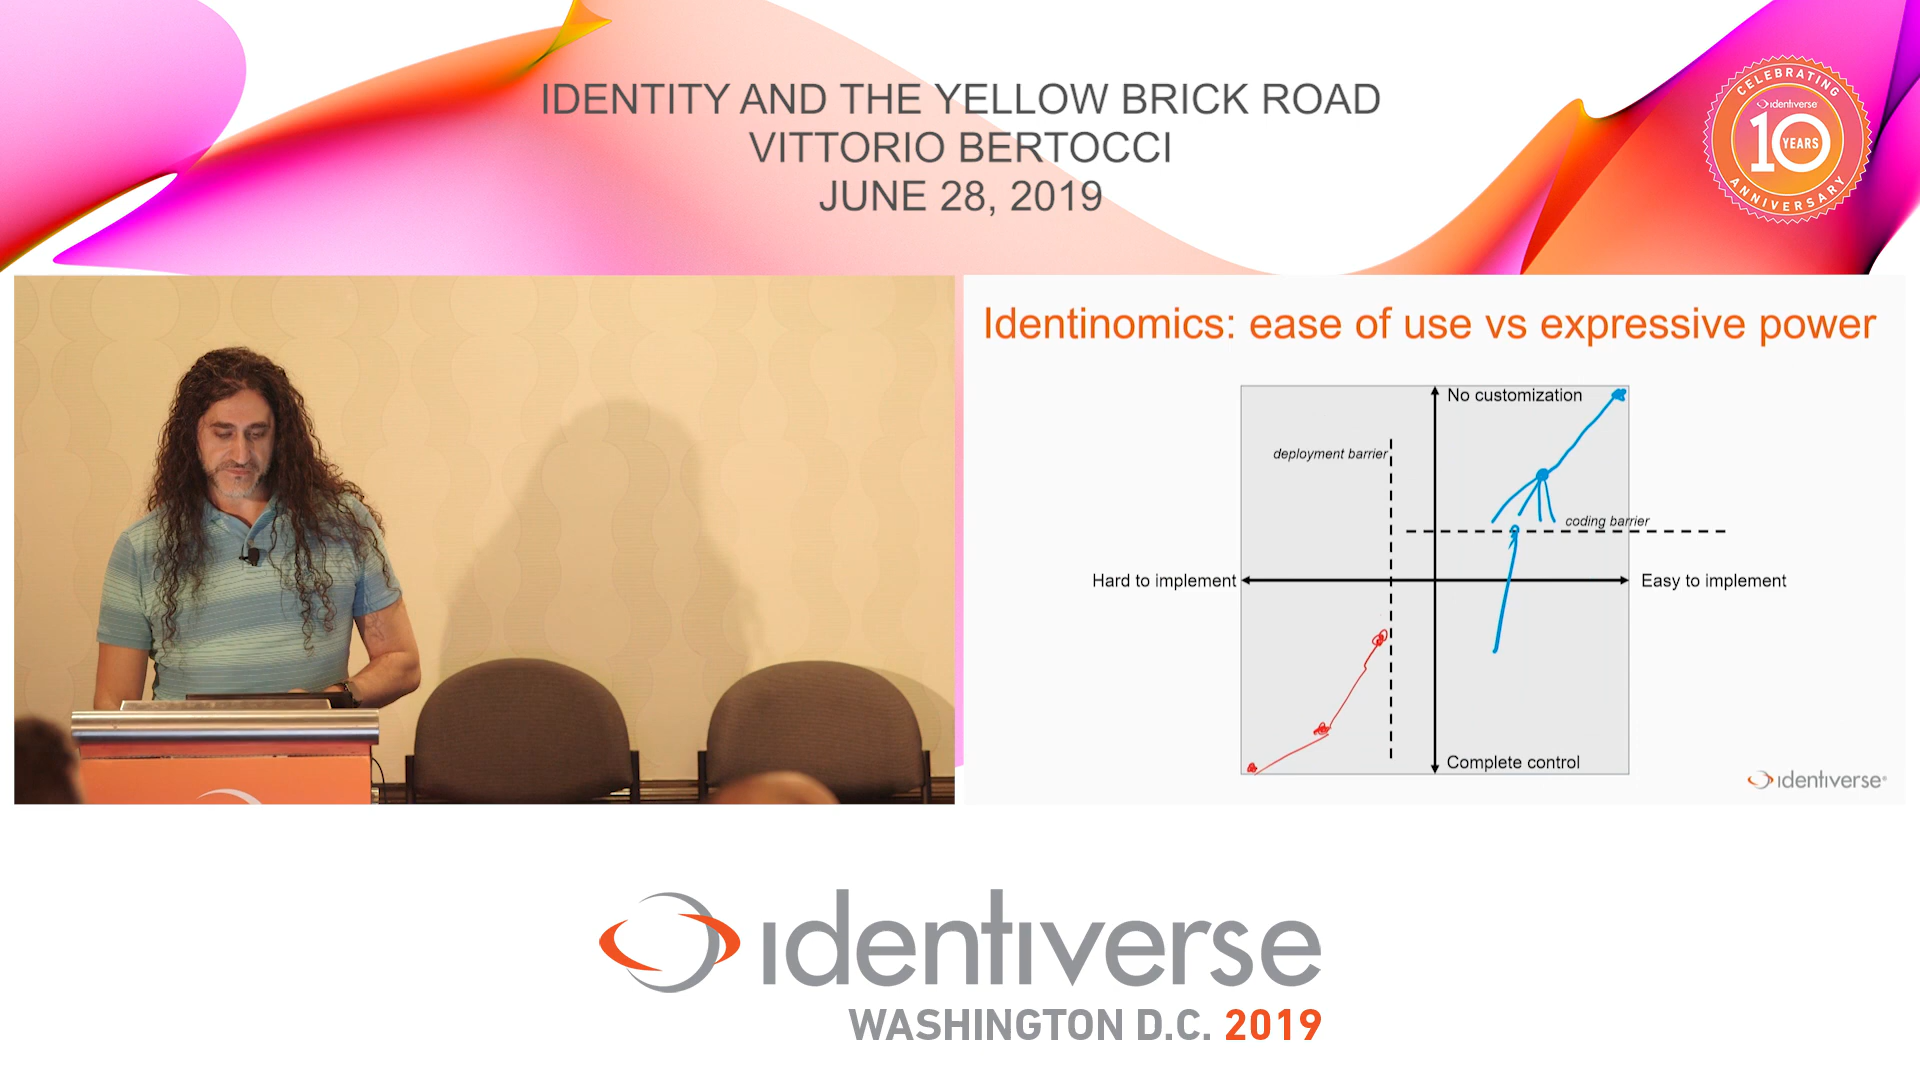 IDENTITY AND THE YELLOW BRICK ROAD
VITTORIO BERTOCCI
JUNE 28, 2019
CELEBRATING
identiverse
10
YEARS
ANNIVERSARY
Identinomics: ease of use vs expressive power
No customization
deployment barrier
coding barrier
Hard to implement
Easy to implement
Complete control
identiverse®
identiverse
WASHINGTON D.C. 2019